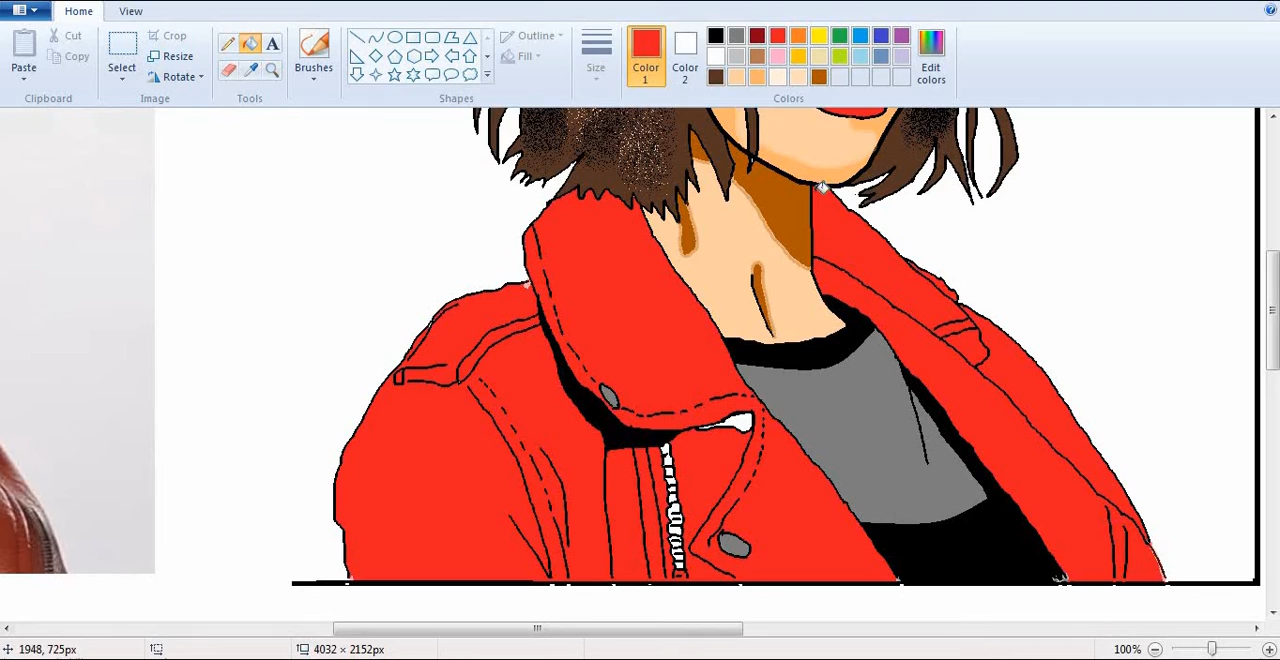 Home View
Cut
Copy
Paste
Clipboard
Crop
Resize
Rotate
Select
Image
A
Tools
Brushes
Outline
Fill
Shapes
Size
Color
1
Color
2
Edit
colors
Colors
1948, 725px
4032 × 2152px
100%